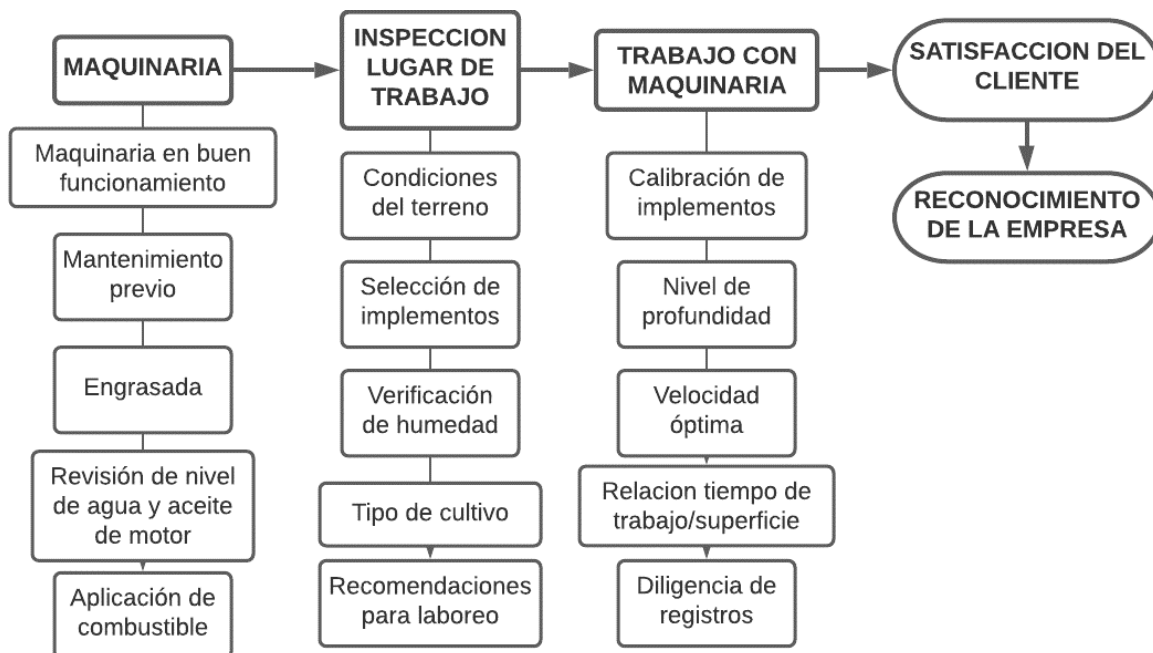 MAQUINARIA
Maquinaria en buen
funcionamiento
Mantenimiento
previo
Engrasada
Revisión de nivel
de agua y aceite
de motor
Aplicación de
combustible
INSPECCION
LUGAR DE
TRABAJO
Condiciones
del terreno
Selección de
implementos
Verificación
de humedad
Tipo de cultivo
Recomendaciones
para laboreo
TRABAJO CON
MAQUINARIA
Calibración de
implementos
Nivel de
profundidad
Velocidad
óptima
Relacion tiempo de
trabajo/superficie
Diligencia de
registros
SATISFACCION DEL
CLIENTE
RECONOCIMIENTO
DE LA EMPRESA